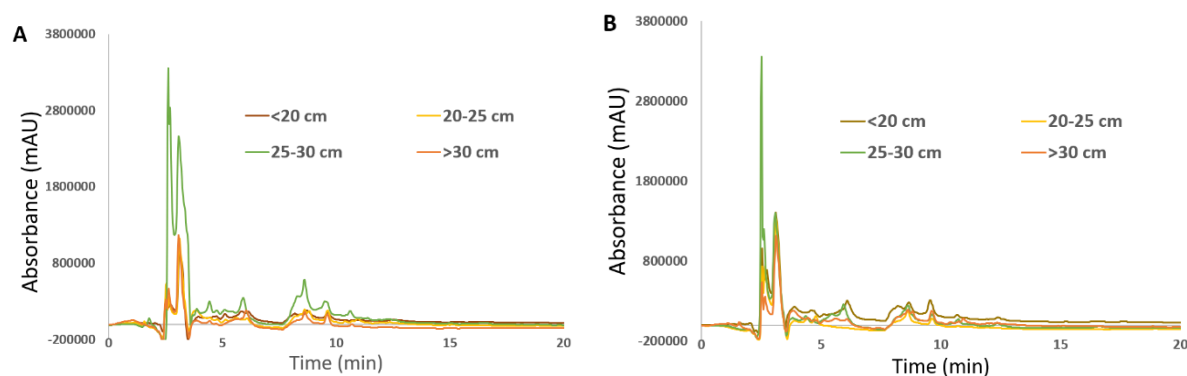 A
Absorbance (mAU)
3800000
2800000
1800000
800000
-200000
<20 cm
20-25 cm
25-30 cm
>30 cm
0
5
10
15
20
Time (min)
B
Absorbance (mAU)
3800000
2800000
1800000
800000
-200000
<20 cm
20-25 cm
25-30 cm
>30 cm
0
5
10
15
20
Time (min)